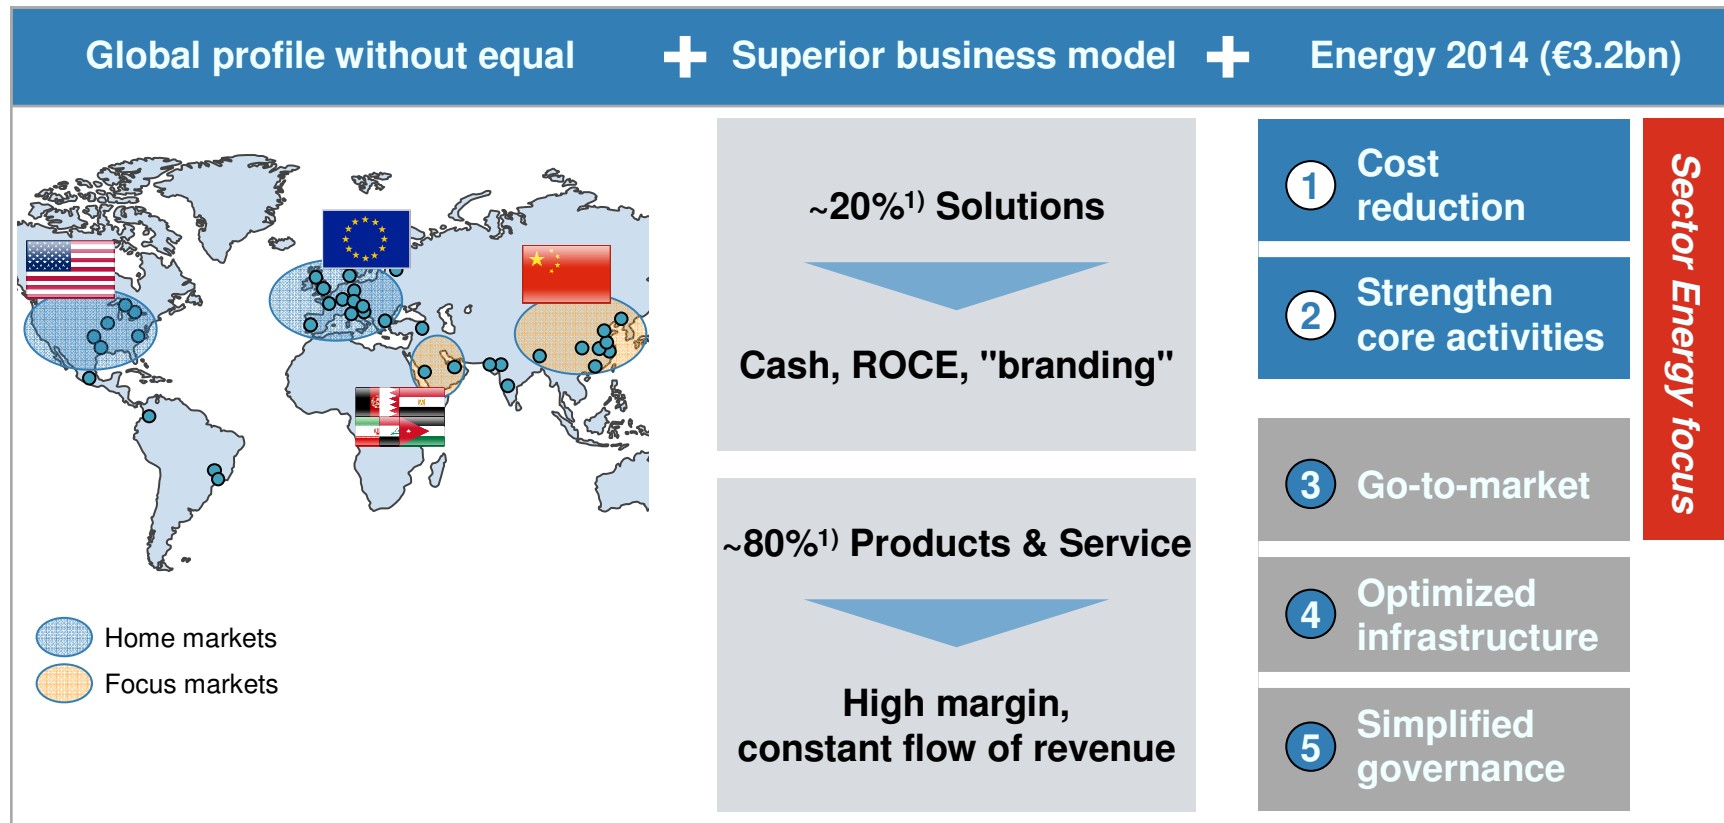 Global profile without equal + Superior business model + Energy 2014 (€3.2bn)
Home markets
Focus markets
~20%1) Solutions
Cash, ROCE, "branding"
~80%1) Products & Service
High margin,
constant flow of revenue
1 Cost
reduction
2 Strengthen
core activities
3 Go-to-market
4 Optimized
infrastructure
5 Simplified
governance
Sector Energy focus